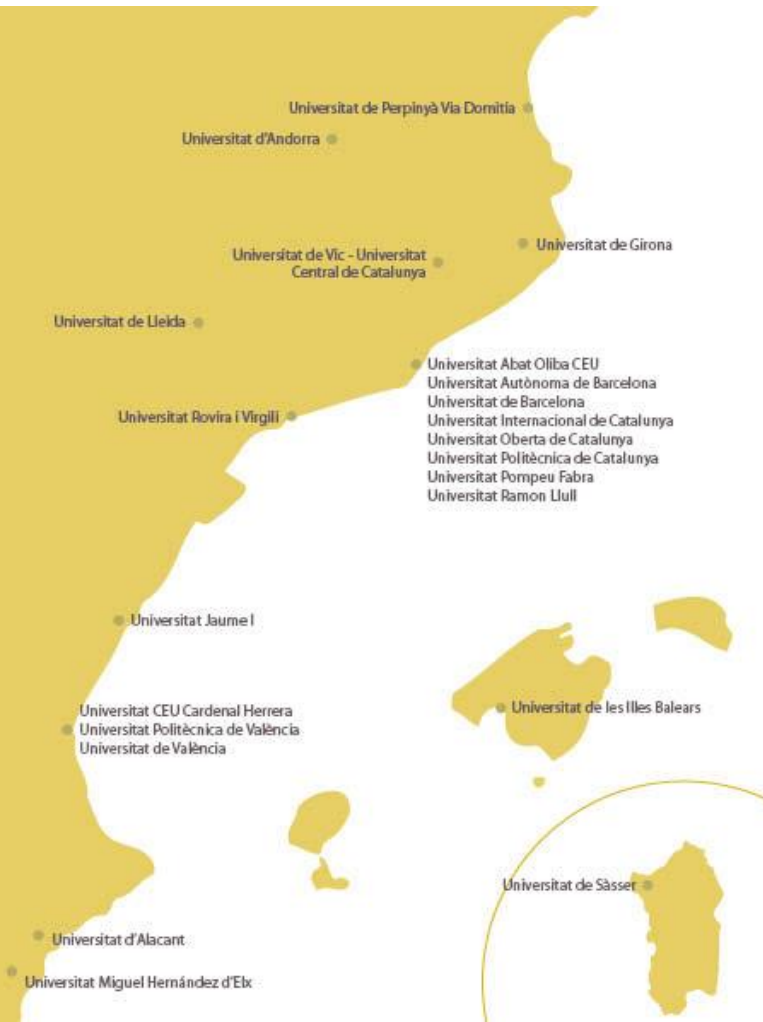 Universitat de Perpinyà Via Domitia
Universitat d'Andorra
Universitat de Girona
Universitat de Vic - Universitat
Central de Catalunya
Universitat de Lleida
Universitat Abat Oliba CEU
Universitat Autònoma de Barcelona
Universitat de Barcelona
Universitat Internacional de Catalunya
Universitat Oberta de Catalunya
Universitat Politècnica de Catalunya
Universitat Pompeu Fabra
Universitat Ramon Llull
Universitat Rovira i Virgili
Universitat Jaume I
Universitat CEU Cardenal Herrera
Universitat Politècnica de València
Universitat de València
Universitat de les Illes Balears
Universitat de Sàsser
Universitat d'Alacant
Universitat Miguel Hernández d'Elx